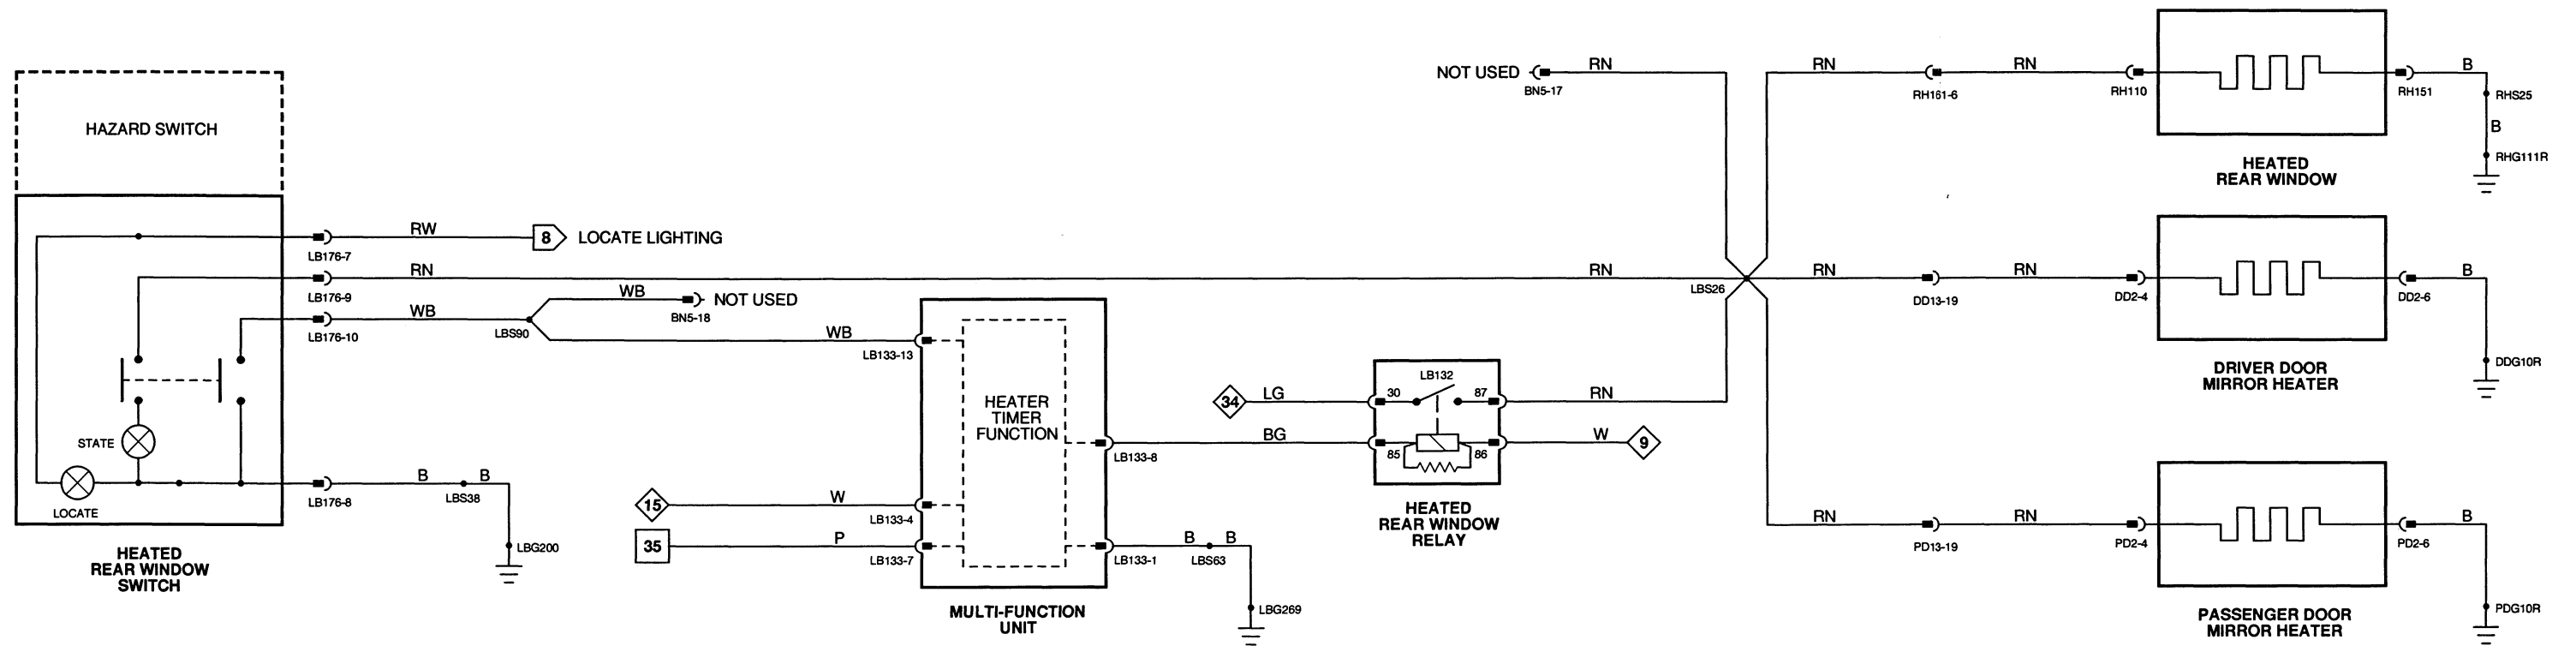 HAZARD SWITCH
RW
LB176-7
8
LOCATE LIGHTING
RN
LB176-9
WB
LB176-10
LBS90
WB
BN5-18
NOT USED
WB
LB133-13
STATE
LOCATE
LB176-8
B
LBS38
B
LBG200
HEATED
REAR WINDOW
SWITCH
15
W
LB133-4
35
P
LB133-7
HEATER
TIMER
FUNCTION
LB133-8
LB133-1
B
LBS63
B
LBG269
MULTI-FUNCTION
UNIT
BG
34
LG
LB132
30
87
85
86
HEATED
REAR WINDOW
RELAY
RN
W
9
NOT USED
BN5-17
RN
RN
LBS26
RN
RH161-6
RN
RH110
RH151
B
RHS25
B
RHG111R
HEATED
REAR WINDOW
RN
DD13-19
RN
DD2-4
DD2-6
B
DDG10R
DRIVER DOOR
MIRROR HEATER
RN
PD13-19
RN
PD2-4
PD2-6
B
PDG10R
PASSENGER DOOR
MIRROR HEATER